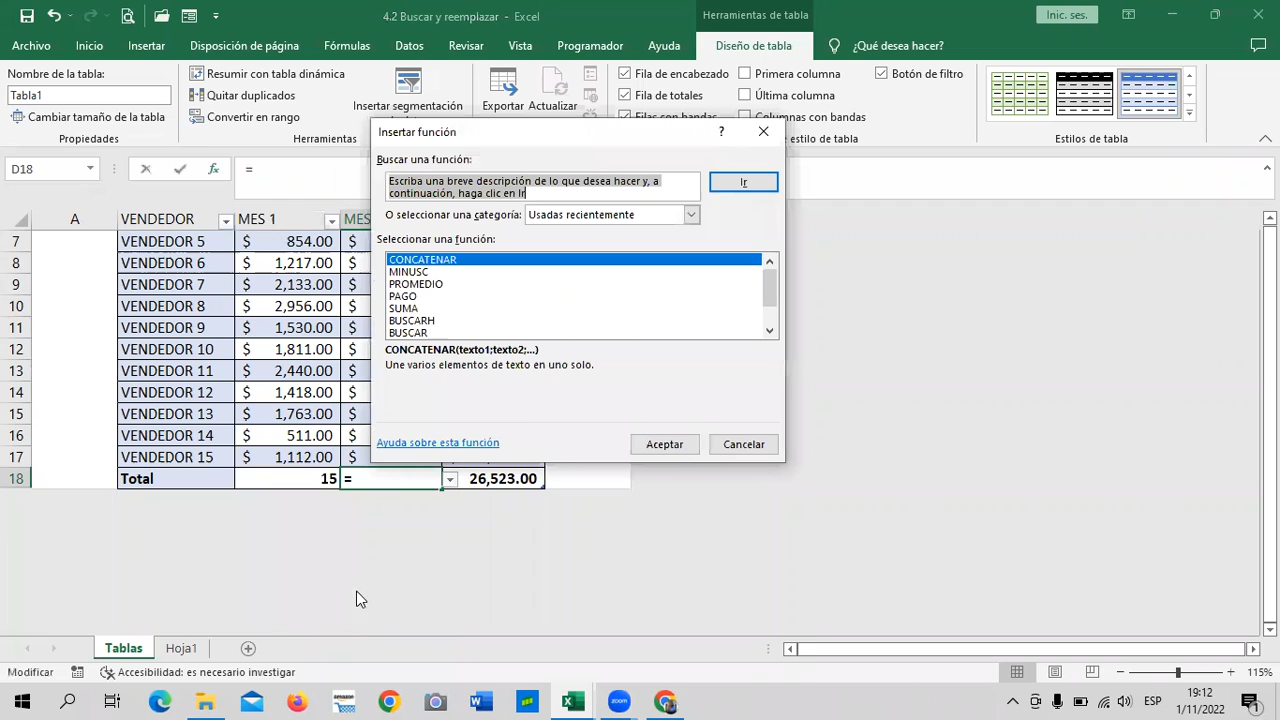 4.2 Buscar y reemplazar - Excel
Herramientas de tabla
Inic. ses.
Archivo Inicio Insertar Disposición de página Fórmulas Datos Revisar Vista Programador Ayuda Diseño de tabla ¿Qué desea hacer?
Nombre de la tabla:
Tabla1
Cambiar tamaño de la tabla
Propiedades
Resumir con tabla dinámica
Quitar duplicados
Convertir en rango
Herramientas
Insertar segmentación
Exportar Actualizar
Fila de encabezado Primera columna Botón de filtro
Fila de totales Última columna
Filas con bandas Columnas con bandas
Estilos de tabla
D18 fx =
Insertar función
Buscar una función:
Escriba una breve descripción de lo que desea hacer y, a
continuación, haga clic en Ir
Ir
O seleccionar una categoría: Usadas recientemente
Seleccionar una función:
CONCATENAR
MINUSC
PROMEDIO
PAGO
SUMA
BUSCARH
BUSCAR
CONCATENAR(texto1;texto2;...)
Une varios elementos de texto en uno solo.
Ayuda sobre esta función
Aceptar Cancelar
A VENDEDOR MES 1 MES
7 VENDEDOR 5 $ 854.00 $
8 VENDEDOR 6 $ 1,217.00 $
9 VENDEDOR 7 $ 2,133.00 $
10 VENDEDOR 8 $ 2,956.00 $
11 VENDEDOR 9 $ 1,530.00 $
12 VENDEDOR 10 $ 1,811.00 $
13 VENDEDOR 11 $ 2,440.00 $
14 VENDEDOR 12 $ 1,418.00 $
15 VENDEDOR 13 $ 1,763.00 $
16 VENDEDOR 14 $ 511.00 $
17 VENDEDOR 15 $ 1,112.00 $
18 Total 15 = 26,523.00
Tablas Hoja1
Modificar Accesibilidad: es necesario investigar 115%
zoom
ESP
19:12
1/11/2022